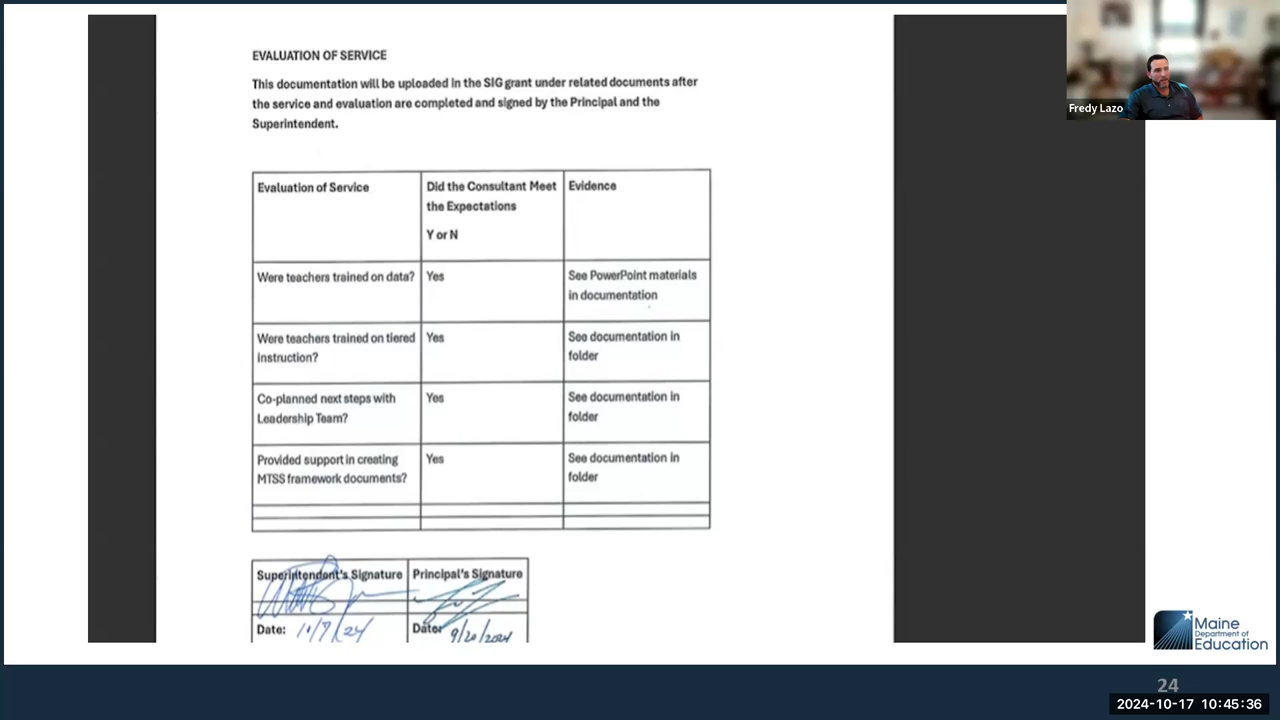 EVALUATION OF SERVICE
This documentation will be uploaded in the SIG grant under related documents after
the service and evaluation are completed and signed by the Principal and the
Superintendent.
Evaluation of Service
Did the Consultant Meet
the Expectations
Y or N
Evidence
Were teachers trained on data?
Yes
See PowerPoint materials
in documentation
Were teachers trained on tiered
instruction?
Yes
See documentation in
folder
Co-planned next steps with
Leadership Team?
Yes
See documentation in
folder
Provided support in creating
MTSS framework documents?
Yes
See documentation in
folder
Superintendent's Signature
Principal's Signature
Date: 10/7/24
Date: 9/20/2024
Fredy Lazo
Maine
Department of
Education
24
2024-10-17 10:45:36